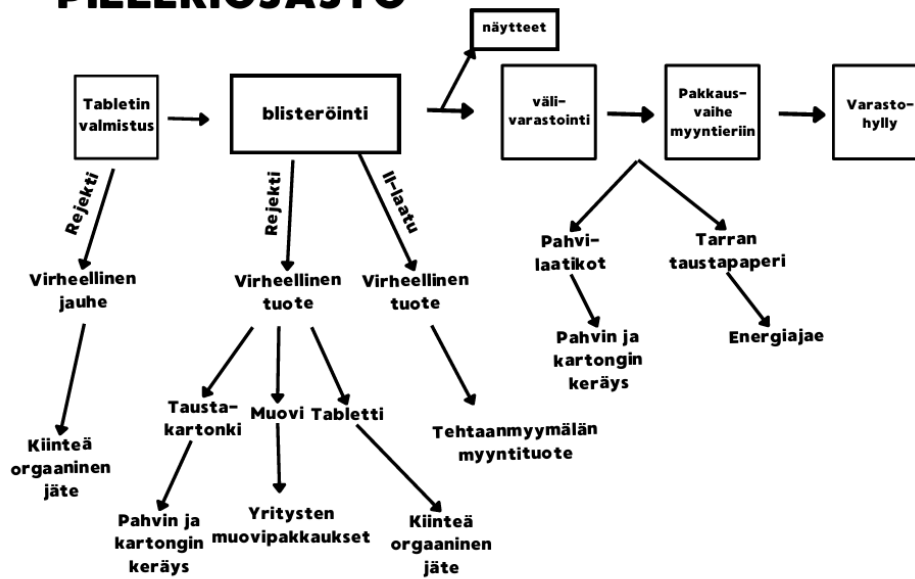 PILLERIOSASTO
näytteet
Tabletin
valmistus
blisteröinti
väli-
varastointi
Pakkaus-
vaihe
myyntieriin
Varasto-
hylly
Rejekti
Rejekti
II-laatu
Virheellinen
jauhe
Virheellinen
tuote
Virheellinen
tuote
Pahvi-
laatikot
Tarran
taustapaperi
Pahvin ja
kartongin
keräys
Energiajae
Tausta-
kartonki
Muovi
Tabletti
Tehtaanmyymälän
myyntituote
Kiinteä
orgaaninen
jäte
Pahvin ja
kartongin
keräys
Yritysten
muovipakkaukset
Kiinteä
orgaaninen
jäte